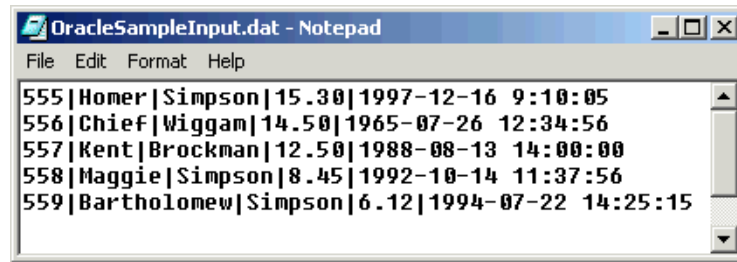 OracleSampleInput.dat - Notepad
File Edit Format Help
555|Homer|Simpson|15.30|1997-12-16 9:10:05
556|Chief|Wiggam|14.50|1965-07-26 12:34:56
557|Kent|Brockman|12.50|1988-08-13 14:00:00
558|Maggie|Simpson|8.45|1992-10-14 11:37:56
559|Bartholomew|Simpson|6.12|1994-07-22 14:25:15